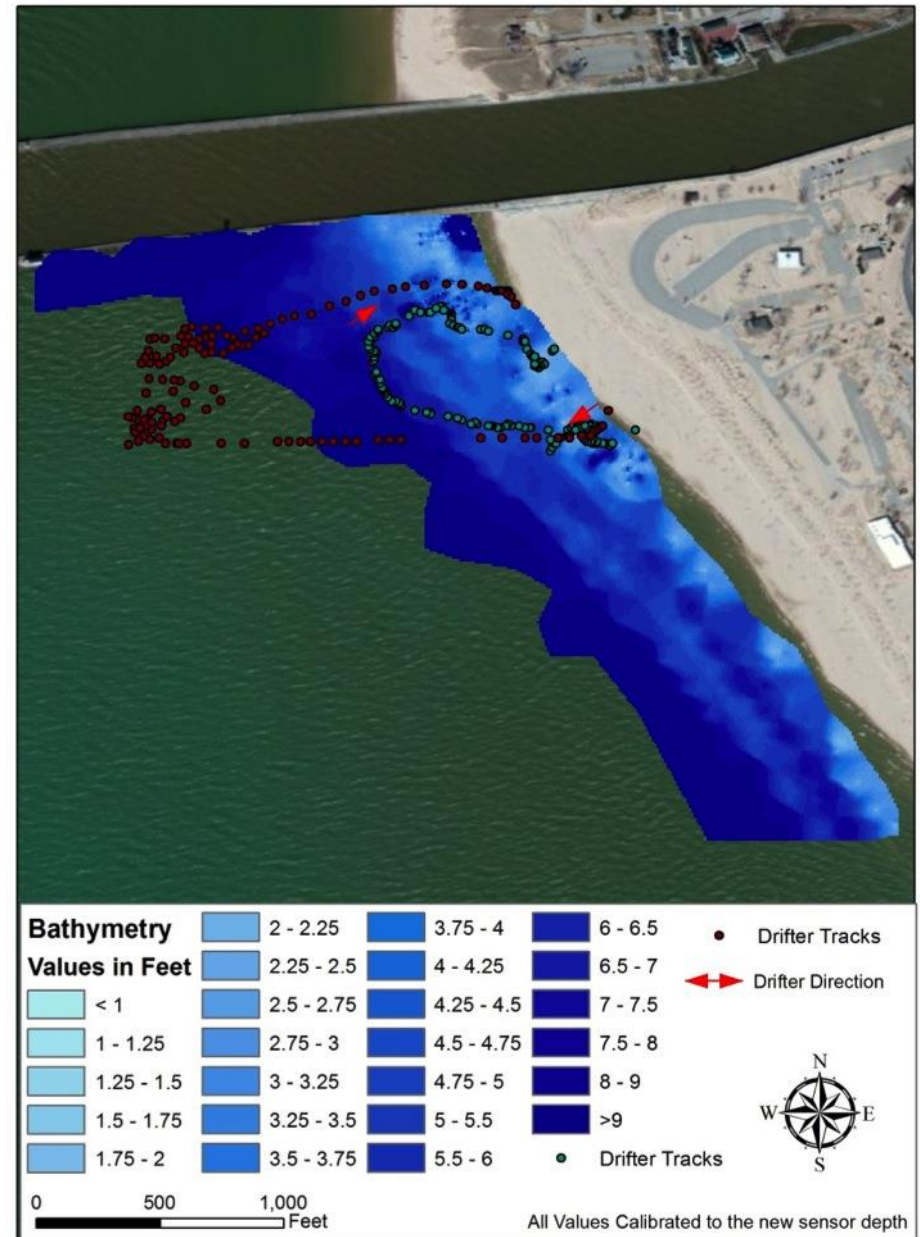 Bathymetry
Values in Feet
< 1
1 - 1.25
1.25 - 1.5
1.5 - 1.75
1.75 - 2
2 - 2.25
2.25 - 2.5
2.5 - 2.75
2.75 - 3
3 - 3.25
3.25 - 3.5
3.5 - 3.75
3.75 - 4
4 - 4.25
4.25 - 4.5
4.5 - 4.75
4.75 - 5
5 - 5.5
5.5 - 6
6 - 6.5
6.5 - 7
7 - 7.5
7.5 - 8
8 - 9
>9
Drifter Tracks
Drifter Tracks
Drifter Direction
N
W E
S
0 500 1,000
Feet
All Values Calibrated to the new sensor depth